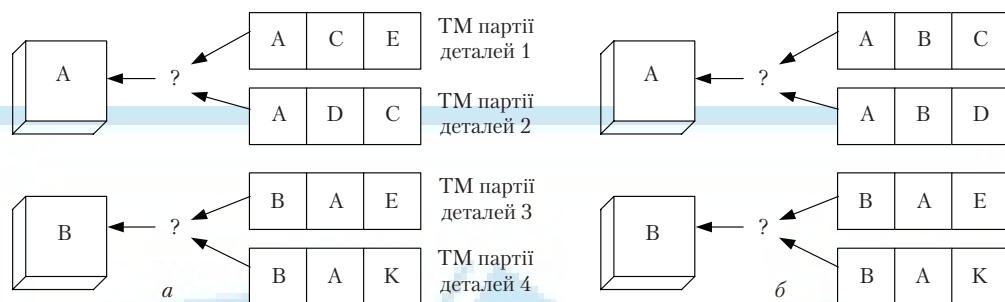 A ? A C E ТМ партії деталей 1
A D C ТМ партії деталей 2
B ? B A E ТМ партії деталей 3
B A K ТМ партії деталей 4
а
A ? A B C
A B D
B ? B A E
B A K
б